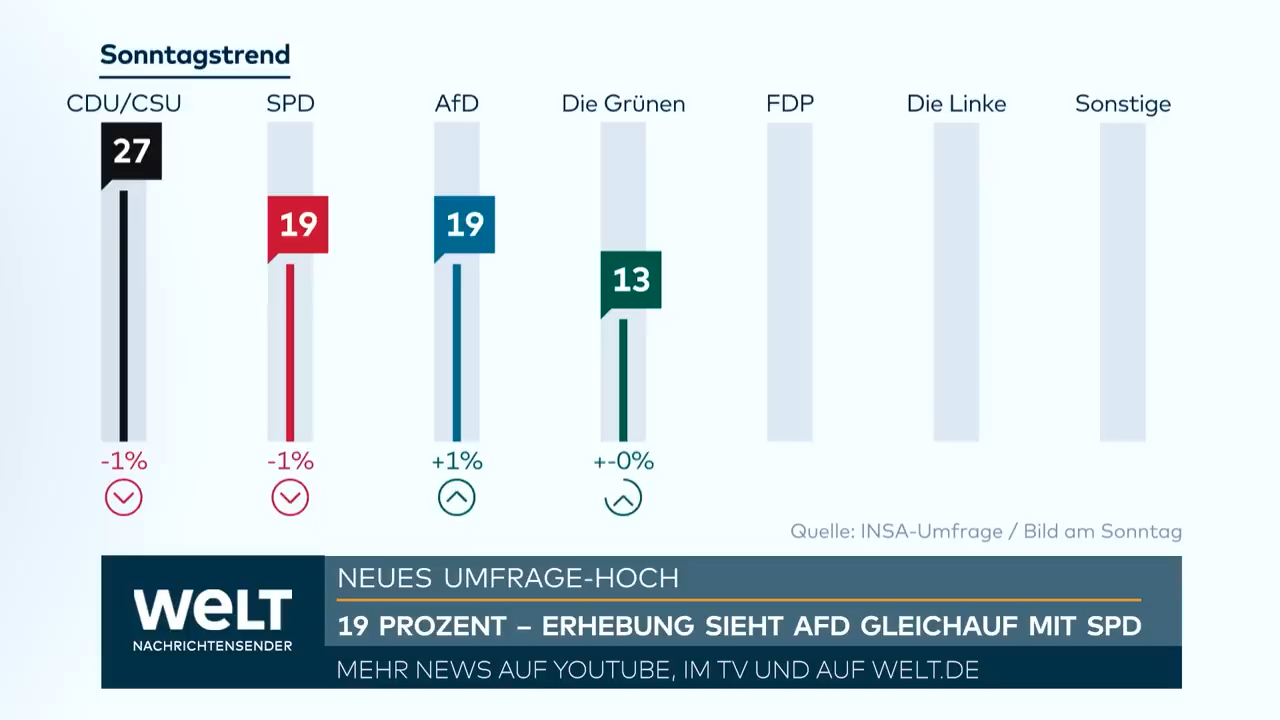 Sonntagstrend
CDU/CSU SPD AfD Die Grünen FDP Die Linke Sonstige
27
19 19
13
-1% -1% +1% +-0%
Quelle: INSA-Umfrage / Bild am Sonntag
NEUES UMFRAGE-HOCH
19 PROZENT – ERHEBUNG SIEHT AFD GLEICHAUF MIT SPD
MEHR NEWS AUF YOUTUBE, IM TV UND AUF WELT.DE
WELT
NACHRICHTENSENDER